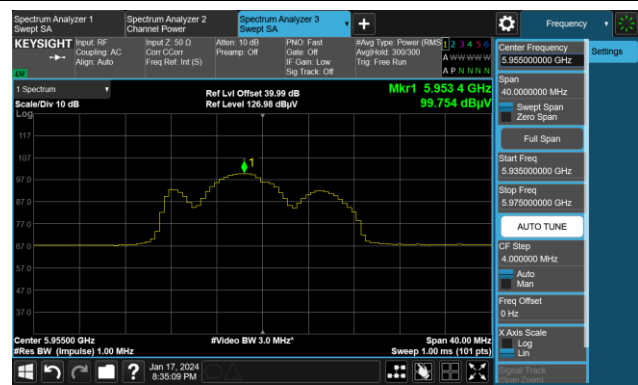 Spectrum Analyzer 1
Swept SA
Spectrum Analyzer 2
Channel Power
Spectrum Analyzer 3
Swept SA
Frequency
KEYSIGHT
Input: RF
Coupling: AC
Align: Auto
Input Z: 50 Ω
Corr CCorr
Freq Ref: Int (S)
Atten: 10 dB
Preamp: Off
PNO: Fast
Gate: Off
IF Gain: Low
Sig Track: Off
#Avg Type: Power (RMS)
Avg|Hold: 300/300
Trig: Free Run
1 2 3 4 5 6
A W W W W W
A P N N N N
LV
1 Spectrum
Scale/Div 10 dB
Ref Lvl Offset 39.99 dB
Ref Level 126.98 dBµV
Mkr1 5.953 4 GHz
99.754 dBµV
Log
117
107
97.0
87.0
77.0
67.0
57.0
47.0
37.0
1
Center 5.95500 GHz
#Res BW (Impulse) 1.00 MHz
#Video BW 3.0 MHz*
Span 40.00 MHz
Sweep 1.00 ms (101 pts)
Jan 17, 2024
8:35:09 PM
?
Center Frequency
5.955000000 GHz
Settings
Span
40.0000000 MHz
Swept Span
Zero Span
Full Span
Start Freq
5.935000000 GHz
Stop Freq
5.975000000 GHz
AUTO TUNE
CF Step
4.000000 MHz
Auto
Man
Freq Offset
0 Hz
X Axis Scale
Log
Lin
Signal Track
(Span Zoom)